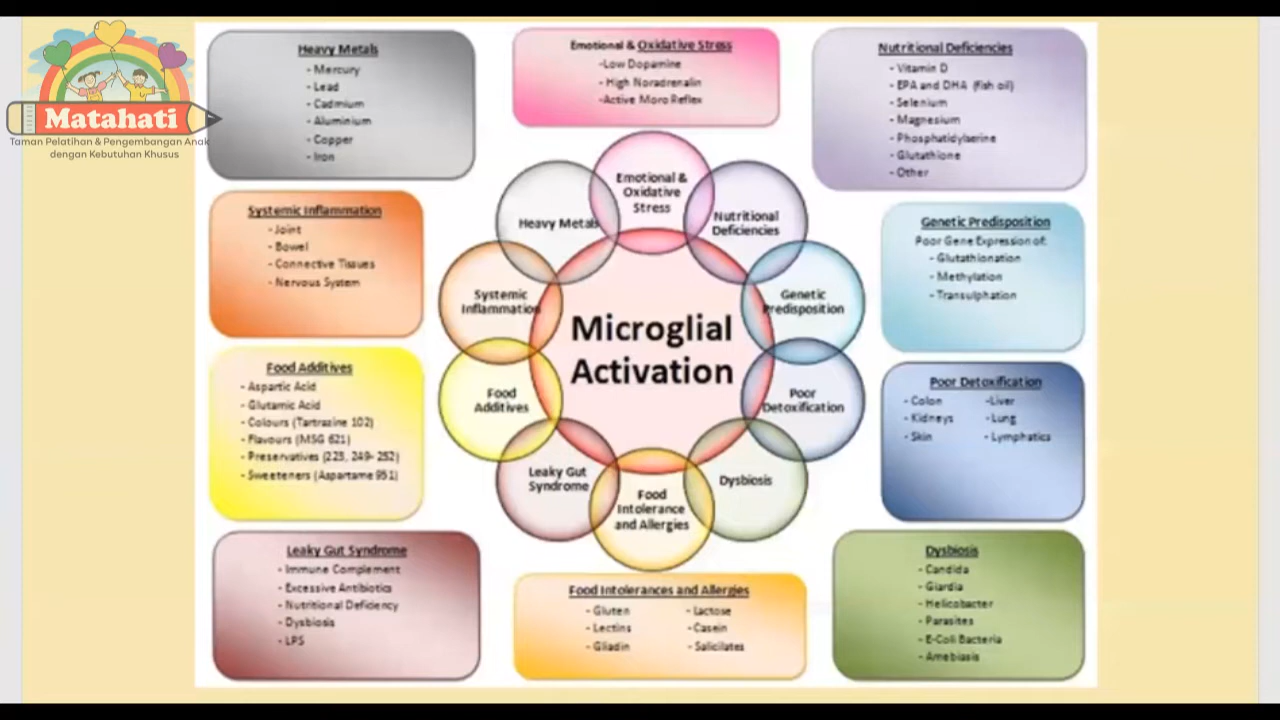 Matahati
Taman Pelatihan & Pengembangan Anak
dengan Kebutuhan Khusus
Heavy Metals
- Mercury
- Lead
- Cadmium
- Aluminium
- Copper
- Iron
Emotional & Oxidative Stress
-Low Dopamine
- High Noradrenalin
-Active Moro Reflex
Nutritional Deficiencies
- Vitamin D
- EPA and DHA (fish oil)
- Selenium
- Magnesium
- Phosphatidylserine
- Glutathione
- Other
Systemic Inflammation
- Joint
- Bowel
- Connective Tissues
- Nervous System
Genetic Predisposition
Poor Gene Expression of:
- Glutathionation
- Methylation
- Transulphation
Food Additives
- Aspartic Acid
- Glutamic Acid
- Colours (Tartrazine 102)
- Flavours (MSG 621)
- Preservatives (223, 249- 252)
- Sweeteners (Aspartame 951)
Poor Detoxification
- Colon
- Kidneys
- Skin
-Liver
-Lung
- Lymphatics
Leaky Gut Syndrome
- Immune Complement
- Excessive Antibiotics
- Nutritional Deficiency
- Dysbiosis
- LPS
Food Intolerances and Allergies
- Gluten
- Lectins
- Gliadin
- Lactose
- Casein
- Salicilates
Dysbiosis
- Candida
- Giardia
- Helicobacter
- Parasites
- E-Coli Bacteria
- Amebiasis
Microglial
Activation
Emotional &
Oxidative
Stress
Nutritional
Deficiencies
Genetic
Predisposition
Poor
Detoxification
Dysbiosis
Food
Intolerance
and Allergies
Leaky Gut
Syndrome
Food
Additives
Systemic
Inflammation
Heavy Metals